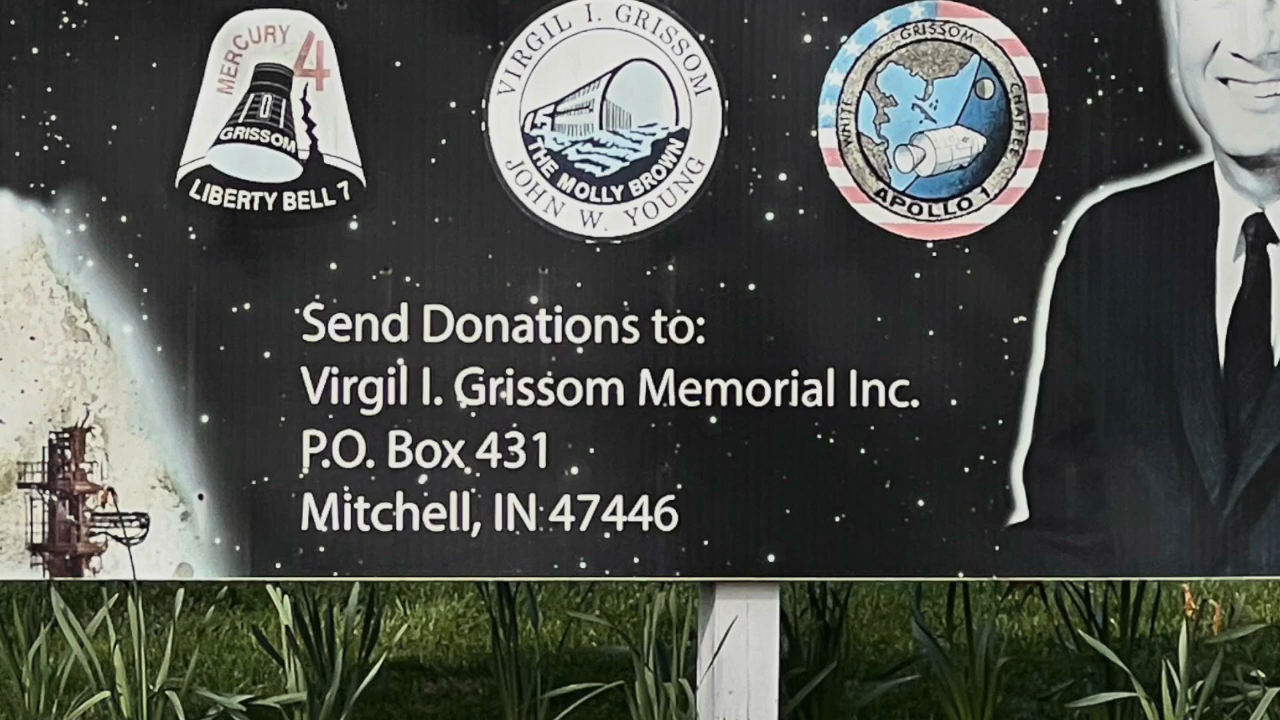 MERCURY 4
GRISSOM
LIBERTY BELL 7
VIRGIL I. GRISSOM
THE MOLLY BROWN
JOHN W. YOUNG
GRISSOM
WHITE
CHAFFEE
APOLLO 1
Send Donations to:
Virgil I. Grissom Memorial Inc.
P.O. Box 431
Mitchell, IN 47446